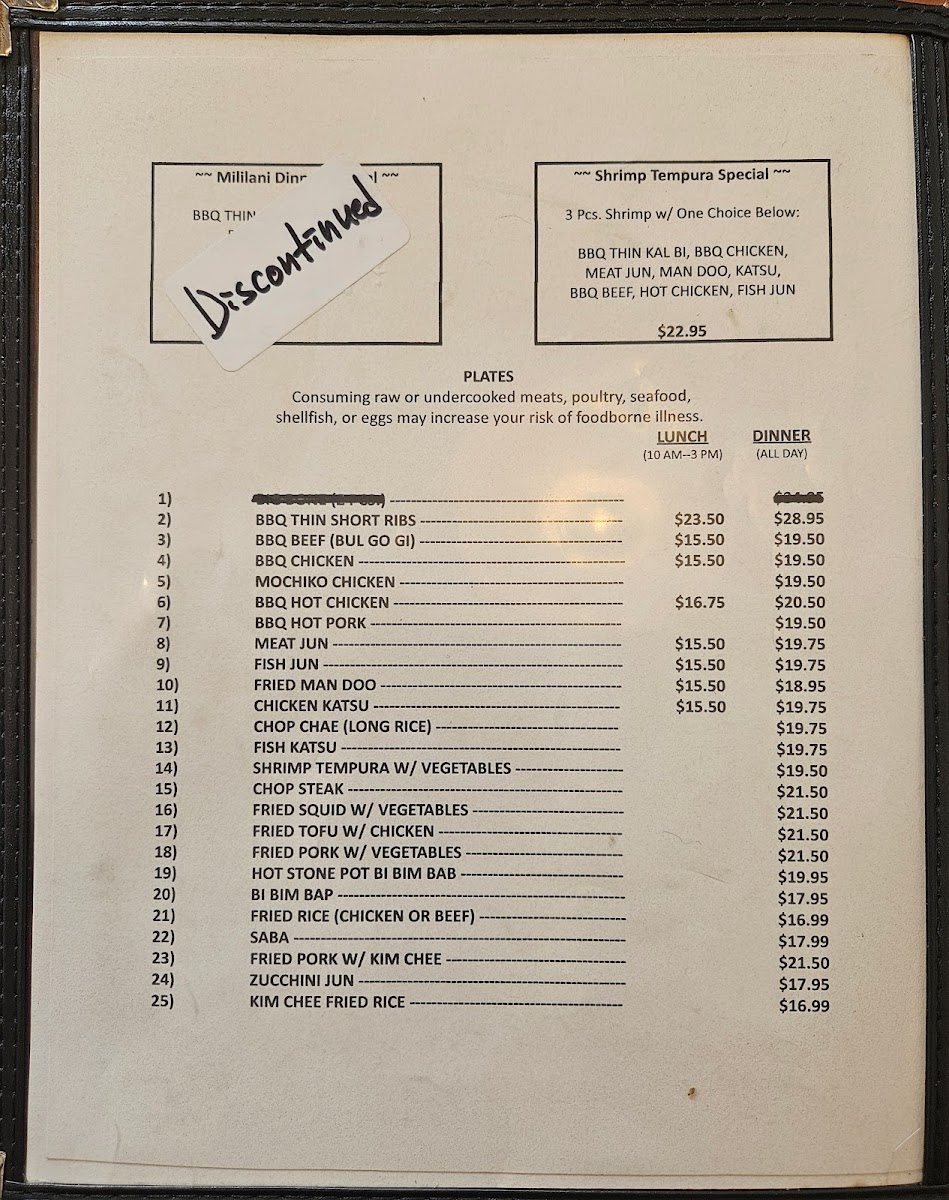 ~~ Mililani Dinn
~~
BBQ THIN
Discontinued
~~ Shrimp Tempura Special ~~
3 Pcs. Shrimp w/ One Choice Below:
BBQ THIN KAL BI, BBQ CHICKEN,
MEAT JUN, MAN DOO, KATSU,
BBQ BEEF, HOT CHICKEN, FISH JUN
$22.95
PLATES
Consuming raw or undercooked meats, poultry, seafood,
shellfish, or eggs may increase your risk of foodborne illness.
LUNCH DINNER
(10 AM--3 PM) (ALL DAY)
1)
2) BBQ THIN SHORT RIBS $23.50 $28.95
3) BBQ BEEF (BUL GO GI) $15.50 $19.50
4) BBQ CHICKEN $15.50 $19.50
5) MOCHIKO CHICKEN $19.50
6) BBQ HOT CHICKEN $16.75 $20.50
7) BBQ HOT PORK $19.50
8) MEAT JUN $15.50 $19.75
9) FISH JUN $15.50 $19.75
10) FRIED MAN DOO $15.50 $18.95
11) CHICKEN KATSU $15.50 $19.75
12) CHOP CHAE (LONG RICE) $19.75
13) FISH KATSU $19.75
14) SHRIMP TEMPURA W/ VEGETABLES $19.50
15) CHOP STEAK $21.50
16) FRIED SQUID W/ VEGETABLES $21.50
17) FRIED TOFU W/ CHICKEN $21.50
18) FRIED PORK W/ VEGETABLES $21.50
19) HOT STONE POT BI BIM BAB $19.95
20) BI BIM BAP $17.95
21) FRIED RICE (CHICKEN OR BEEF) $16.99
22) SABA $17.99
23) FRIED PORK W/ KIM CHEE $21.50
24) ZUCCHINI JUN $17.95
25) KIM CHEE FRIED RICE $16.99